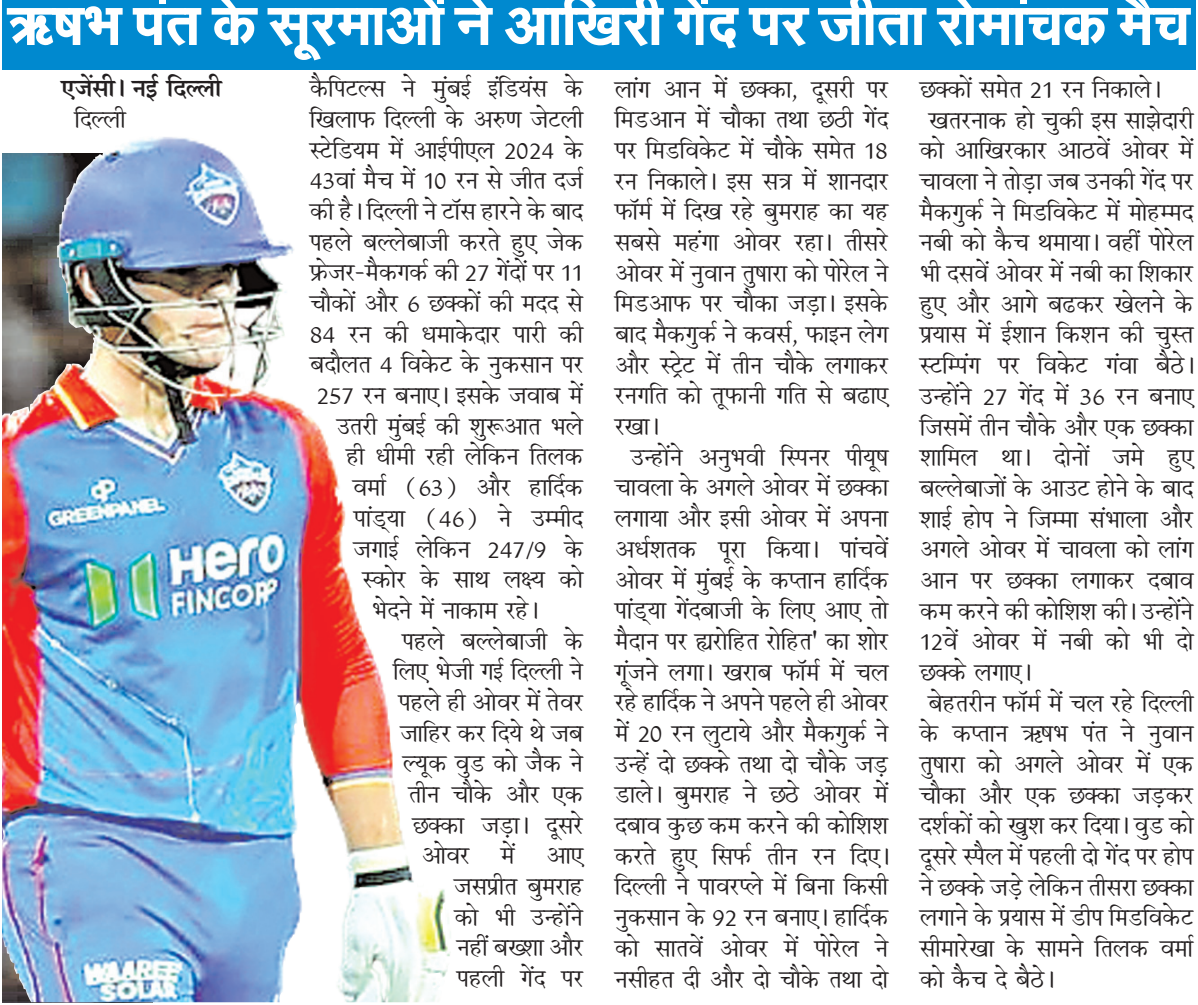 ऋषभ पंत के सूरमाओं ने आखिरी गेंद पर जीता रोमांचक मैच
एजेंसी। नई दिल्ली
दिल्ली
कैपिटल्स ने मुंबई इंडियंस के
खिलाफ दिल्ली के अरुण जेटली
स्टेडियम में आईपीएल 2024 के
43वां मैच में 10 रन से जीत दर्ज
की है। दिल्ली ने टॉस हारने के बाद
पहले बल्लेबाजी करते हुए जेक
फ्रेजर-मैकगर्क की 27 गेंदों पर 11
चौकों और 6 छक्कों की मदद से
84 रन की धमाकेदार पारी की
बदौलत 4 विकेट के नुकसान पर
257 रन बनाए। इसके जवाब में
उतरी मुंबई की शुरूआत भले
ही धीमी रही लेकिन तिलक
वर्मा (63) और हार्दिक
पांड्या (46) ने उम्मीद
जगाई लेकिन 247/9 के
स्कोर के साथ लक्ष्य को
भेदने में नाकाम रहे।
पहले बल्लेबाजी के
लिए भेजी गई दिल्ली ने
पहले ही ओवर में तेवर
जाहिर कर दिये थे जब
ल्यूक वुड को जैक ने
तीन चौके और एक
छक्का जड़ा। दूसरे
ओवर में आए
जसप्रीत बुमराह
को भी उन्होंने
नहीं बख्शा और
पहली गेंद पर
लांग आन में छक्का, दूसरी पर
मिडआन में चौका तथा छठी गेंद
पर मिडविकेट में चौके समेत 18
रन निकाले। इस सत्र में शानदार
फॉर्म में दिख रहे बुमराह का यह
सबसे महंगा ओवर रहा। तीसरे
ओवर में नुवान तुषारा को पोरेल ने
मिडआफ पर चौका जड़ा। इसके
बाद मैकगुर्क ने कवर्स, फाइन लेग
और स्ट्रेट में तीन चौके लगाकर
रनगति को तूफानी गति से बढाए
रखा।
उन्होंने अनुभवी स्पिनर पीयूष
चावला के अगले ओवर में छक्का
लगाया और इसी ओवर में अपना
अर्धशतक पूरा किया। पांचवें
ओवर में मुंबई के कप्तान हार्दिक
पांड्या गेंदबाजी के लिए आए तो
मैदान पर ह्यरोहित रोहित' का शोर
गूंजने लगा। खराब फॉर्म में चल
रहे हार्दिक ने अपने पहले ही ओवर
में 20 रन लुटाये और मैकगुर्क ने
उन्हें दो छक्के तथा दो चौके जड़
डाले। बुमराह ने छठे ओवर में
दबाव कुछ कम करने की कोशिश
करते हुए सिर्फ तीन रन दिए।
दिल्ली ने पावरप्ले में बिना किसी
नुकसान के 92 रन बनाए। हार्दिक
को सातवें ओवर में पोरेल ने
नसीहत दी और दो चौके तथा दो
छक्कों समेत 21 रन निकाले।
खतरनाक हो चुकी इस साझेदारी
को आखिरकार आठवें ओवर में
चावला ने तोड़ा जब उनकी गेंद पर
मैकगुर्क ने मिडविकेट में मोहम्मद
नबी को कैच थमाया। वहीं पोरेल
भी दसवें ओवर में नबी का शिकार
हुए और आगे बढकर खेलने के
प्रयास में ईशान किशन की चुस्त
स्टम्पिंग पर विकेट गंवा बैठे।
उन्होंने 27 गेंद में 36 रन बनाए
जिसमें तीन चौके और एक छक्का
शामिल था। दोनों जमे हुए
बल्लेबाजों के आउट होने के बाद
शाई होप ने जिम्मा संभाला और
अगले ओवर में चावला को लांग
आन पर छक्का लगाकर दबाव
कम करने की कोशिश की। उन्होंने
12वें ओवर में नबी को भी दो
छक्के लगाए।
बेहतरीन फॉर्म में चल रहे दिल्ली
के कप्तान ऋषभ पंत ने नुवान
तुषारा को अगले ओवर में एक
चौका और एक छक्का जड़कर
दर्शकों को खुश कर दिया। वुड को
दूसरे स्पैल में पहली दो गेंद पर होप
ने छक्के जड़े लेकिन तीसरा छक्का
लगाने के प्रयास में डीप मिडविकेट
सीमारेखा के सामने तिलक वर्मा
को कैच दे बैठे।
GREENPANEL
Hero
FINCORP
WAAREE
SOLAR